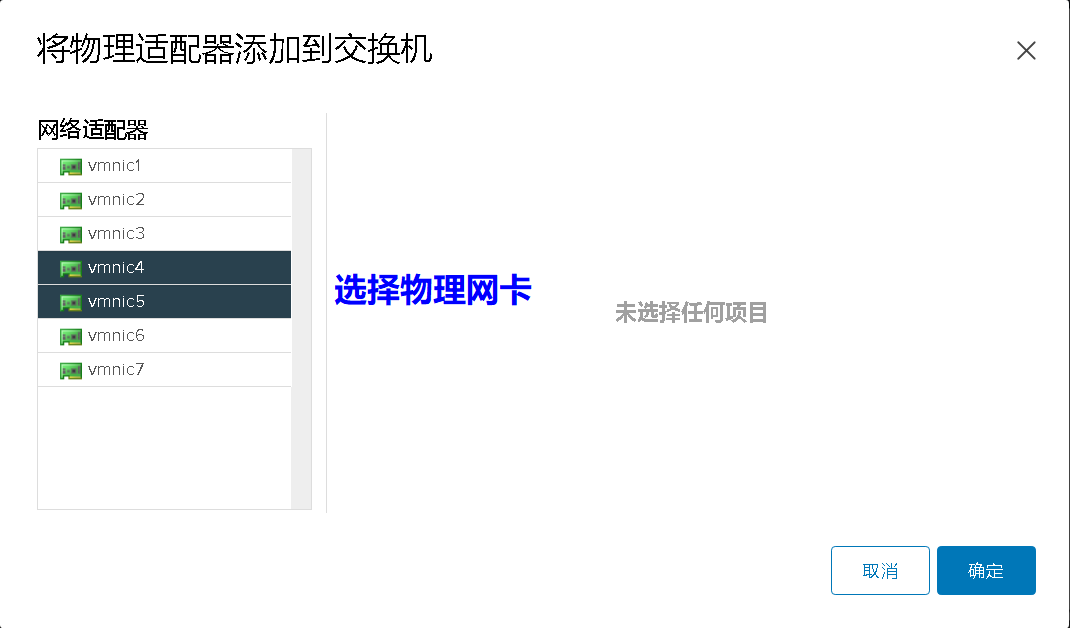 将物理适配器添加到交换机
网络适配器
vmnic1
vmnic2
vmnic3
vmnic4
vmnic5
vmnic6
vmnic7
选择物理网卡
未选择任何项目
取消
确定